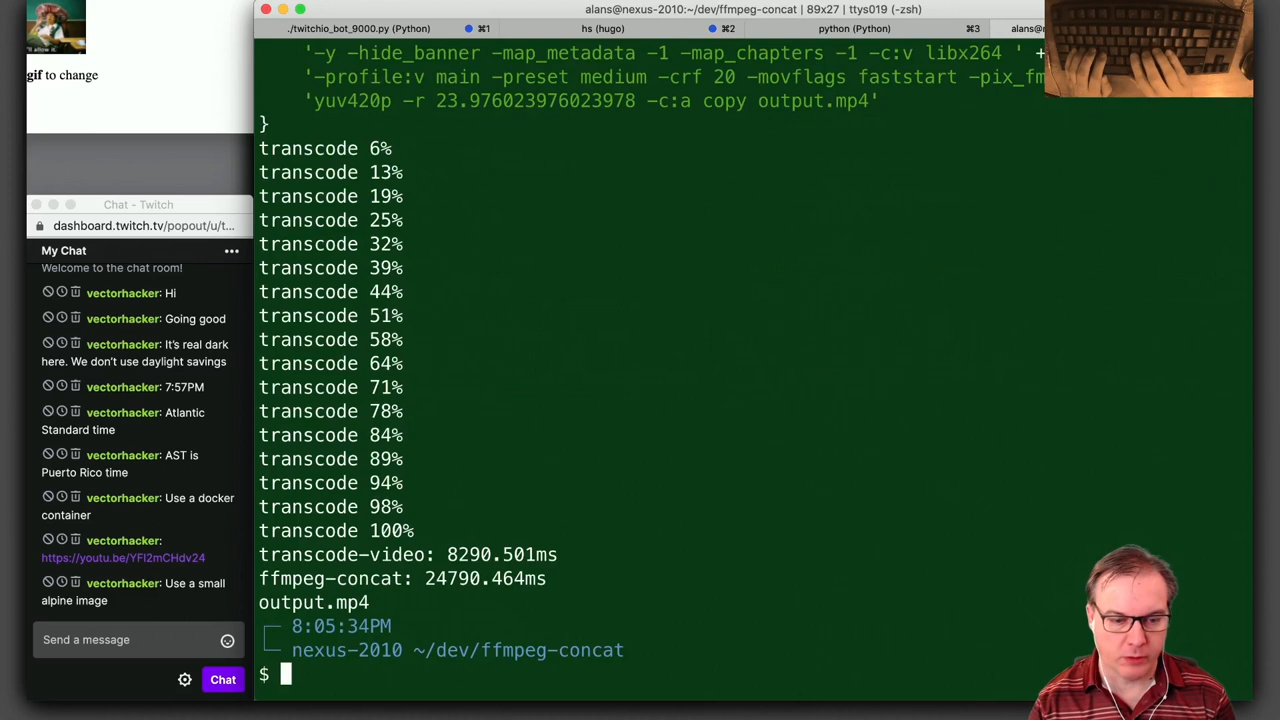 I'll allow it.
gif to change
Chat - Twitch
dashboard.twitch.tv/popout/u/t...
My Chat
Welcome to the chat room!
vectorhacker: Hi
vectorhacker: Going good
vectorhacker: It's real dark
here. We don't use daylight savings
vectorhacker: 7:57PM
vectorhacker: Atlantic
Standard time
vectorhacker: AST is
Puerto Rico time
vectorhacker: Use a docker
container
vectorhacker:
https://youtu.be/YFl2mCHdv24
vectorhacker: Use a small
alpine image
Send a message
Chat
alans@nexus-2010:~/dev/ffmpeg-concat | 89x27 | ttys019 (-zsh)
./twitchio_bot_9000.py (Python) ⌘1
hs (hugo) ⌘2
python (Python) ⌘3
alans@n
'-y -hide_banner -map_metadata -1 -map_chapters -1 -c:v libx264 ' +
'-profile:v main -preset medium -crf 20 -movflags faststart -pix_fm
'yuv420p -r 23.976023976023978 -c:a copy output.mp4'
}
transcode 6%
transcode 13%
transcode 19%
transcode 25%
transcode 32%
transcode 39%
transcode 44%
transcode 51%
transcode 58%
transcode 64%
transcode 71%
transcode 78%
transcode 84%
transcode 89%
transcode 94%
transcode 98%
transcode 100%
transcode-video: 8290.501ms
ffmpeg-concat: 24790.464ms
output.mp4
8:05:34PM
nexus-2010 ~/dev/ffmpeg-concat
$